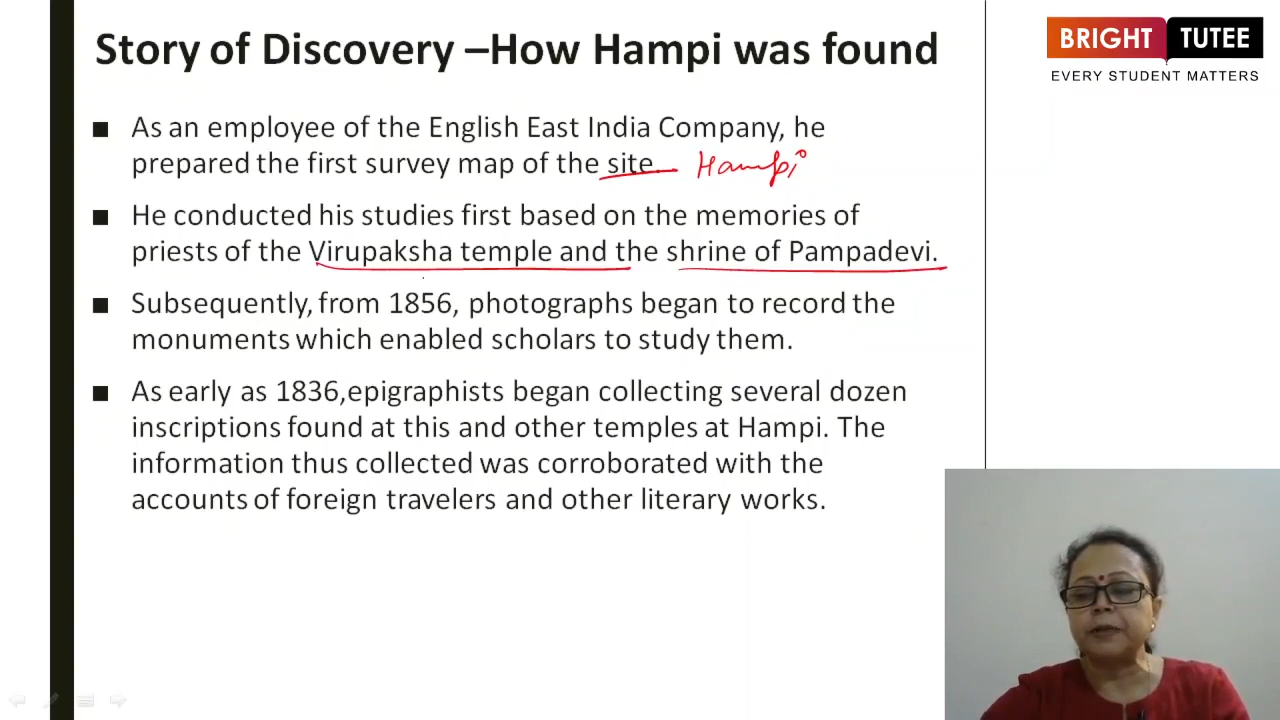 Story of Discovery –How Hampi was found
BRIGHT TUTEE
EVERY STUDENT MATTERS
■ As an employee of the English East India Company, he
prepared the first survey map of the site. Hampi
■ He conducted his studies first based on the memories of
priests of the Virupaksha temple and the shrine of Pampadevi.
■ Subsequently, from 1856, photographs began to record the
monuments which enabled scholars to study them.
■ As early as 1836,epigraphists began collecting several dozen
inscriptions found at this and other temples at Hampi. The
information thus collected was corroborated with the
accounts of foreign travelers and other literary works.